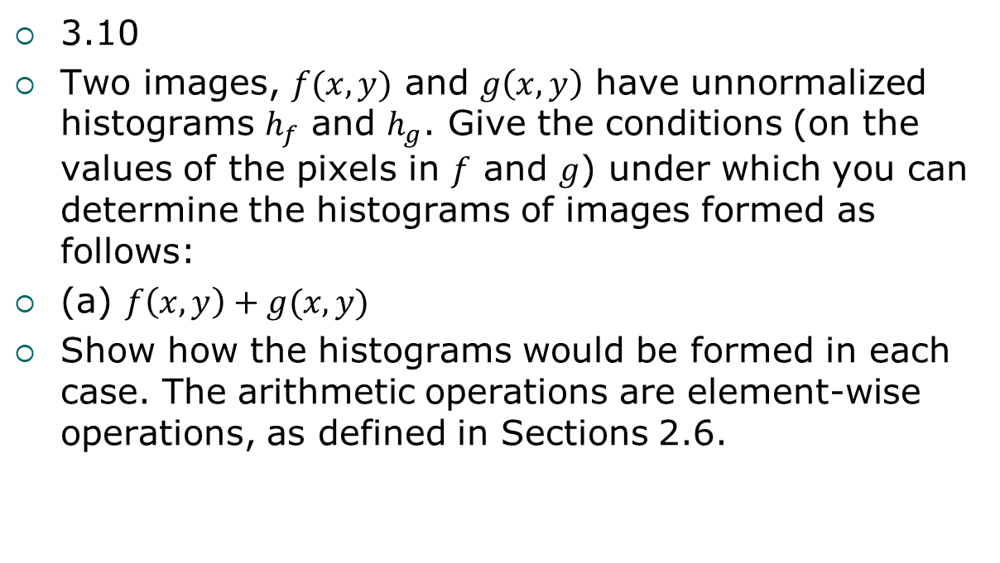 ○ 3.10
○ Two images, f(x, y) and g(x, y) have unnormalized
histograms h_f and h_g. Give the conditions (on the
values of the pixels in f and g) under which you can
determine the histograms of images formed as
follows:
○ (a) f(x, y) + g(x, y)
○ Show how the histograms would be formed in each
case. The arithmetic operations are element-wise
operations, as defined in Sections 2.6.